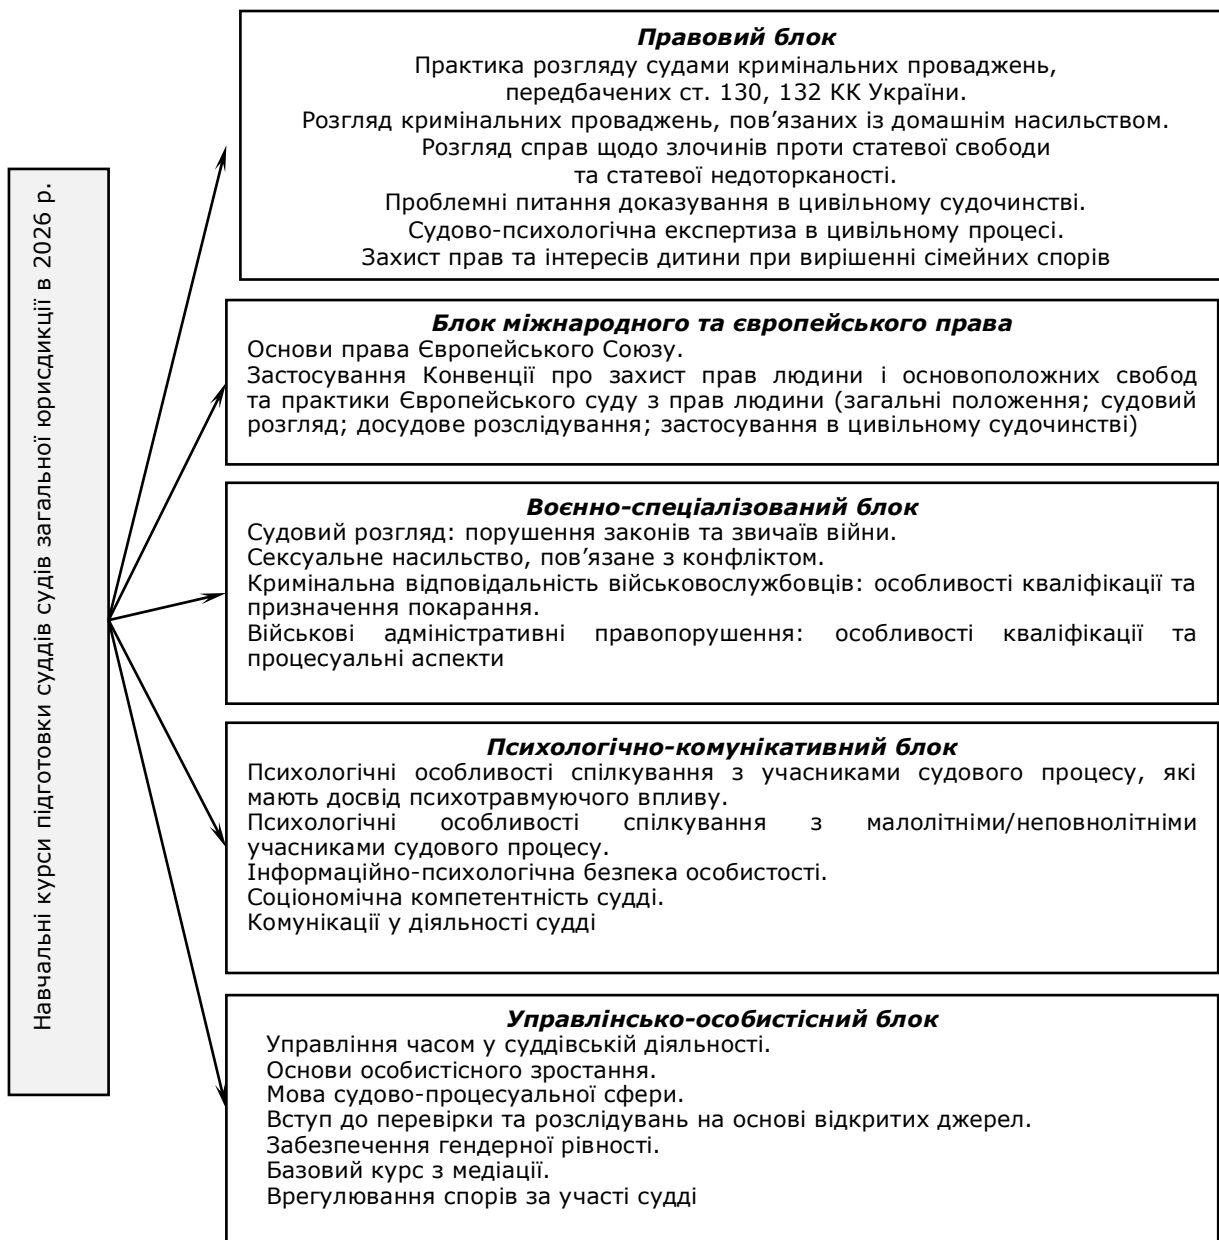 Навчальні курси підготовки суддів судів загальної юрисдикції в 2026 р.
Правовий блок
Практика розгляду судами кримінальних проваджень,
передбачених ст. 130, 132 КК України.
Розгляд кримінальних проваджень, пов’язаних із домашнім насильством.
Розгляд справ щодо злочинів проти статевої свободи
та статевої недоторканості.
Проблемні питання доказування в цивільному судочинстві.
Судово-психологічна експертиза в цивільному процесі.
Захист прав та інтересів дитини при вирішенні сімейних спорів
Блок міжнародного та європейського права
Основи права Європейського Союзу.
Застосування Конвенції про захист прав людини і основоположних свобод
та практики Європейського суду з прав людини (загальні положення; судовий
розгляд; досудове розслідування; застосування в цивільному судочинстві)
Воєнно-спеціалізований блок
Судовий розгляд: порушення законів та звичаїв війни.
Сексуальне насильство, пов’язане з конфліктом.
Кримінальна відповідальність військовослужбовців: особливості кваліфікації та
призначення покарання.
Військові адміністративні правопорушення: особливості кваліфікації та
процесуальні аспекти
Психологічно-комунікативний блок
Психологічні особливості спілкування з учасниками судового процесу, які
мають досвід психотравмуючого впливу.
Психологічні особливості спілкування з малолітніми/неповнолітніми
учасниками судового процесу.
Інформаційно-психологічна безпека особистості.
Соціономічна компетентність судді.
Комунікації у діяльності судді
Управлінсько-особистісний блок
Управління часом у суддівській діяльності.
Основи особистісного зростання.
Мова судово-процесуальної сфери.
Вступ до перевірки та розслідувань на основі відкритих джерел.
Забезпечення гендерної рівності.
Базовий курс з медіації.
Врегулювання спорів за участі судді